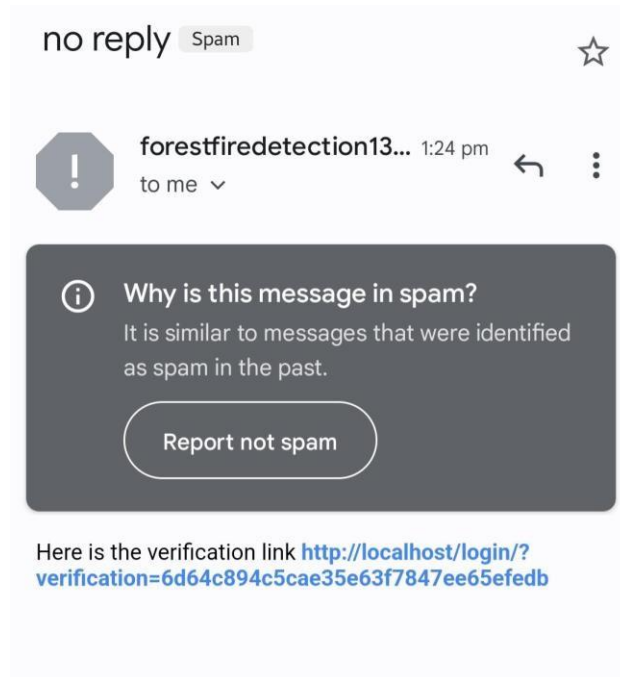 no reply Spam
forestfiredetection13... 1:24 pm
to me
Why is this message in spam?
It is similar to messages that were identified
as spam in the past.
Report not spam
Here is the verification link http://localhost/login/?
verification=6d64c894c5cae35e63f7847ee65efedb